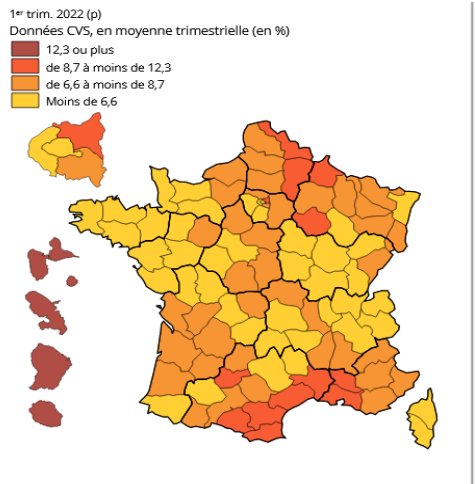 1ᵉʳ trim. 2022 (p)
Données CVS, en moyenne trimestrielle (en %)
12,3 ou plus
de 8,7 à moins de 12,3
de 6,6 à moins de 8,7
Moins de 6,6